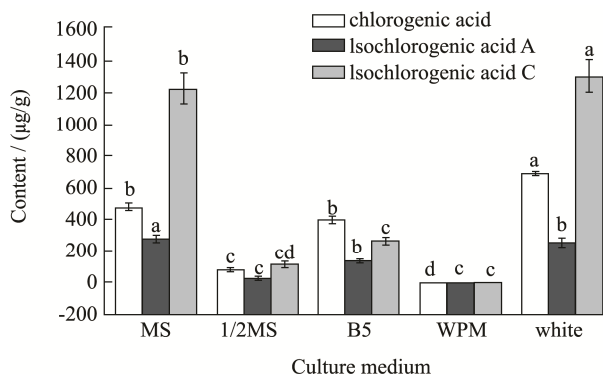 1600
1400
1200
1000
800
600
400
200
0
-200
Content / (μg/g)
chlorogenic acid
lsochlorogenic acid A
lsochlorogenic acid C
b
a
b
c
c
cd
b
b
c
d
c
c
a
b
a
MS
1/2MS
B5
WPM
white
Culture medium